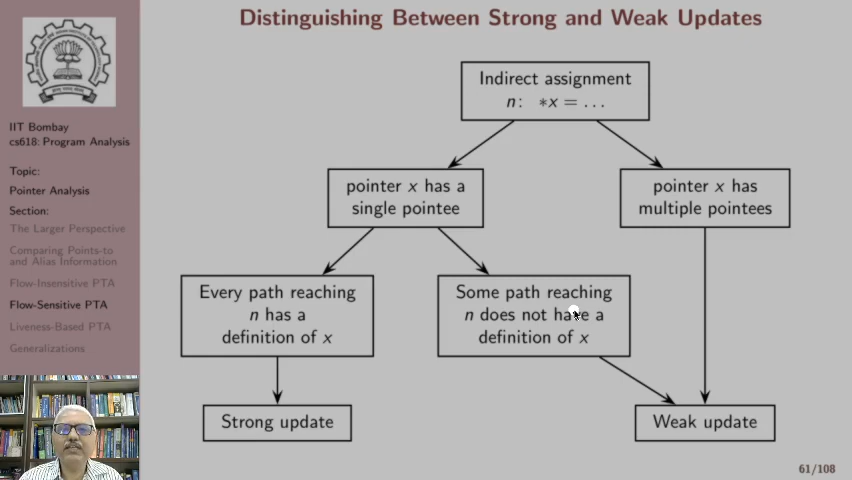 Distinguishing Between Strong and Weak Updates
IIT Bombay
cs618: Program Analysis
Topic:
Pointer Analysis
Section:
The Larger Perspective
Comparing Points-to
and Alias Information
Flow-Insensitive PTA
Flow-Sensitive PTA
Liveness-Based PTA
Generalizations
Indirect assignment
n: *x = ...
pointer x has a
single pointee
pointer x has
multiple pointees
Every path reaching
n has a
definition of x
Some path reaching
n does not have a
definition of x
Strong update
Weak update
61/108